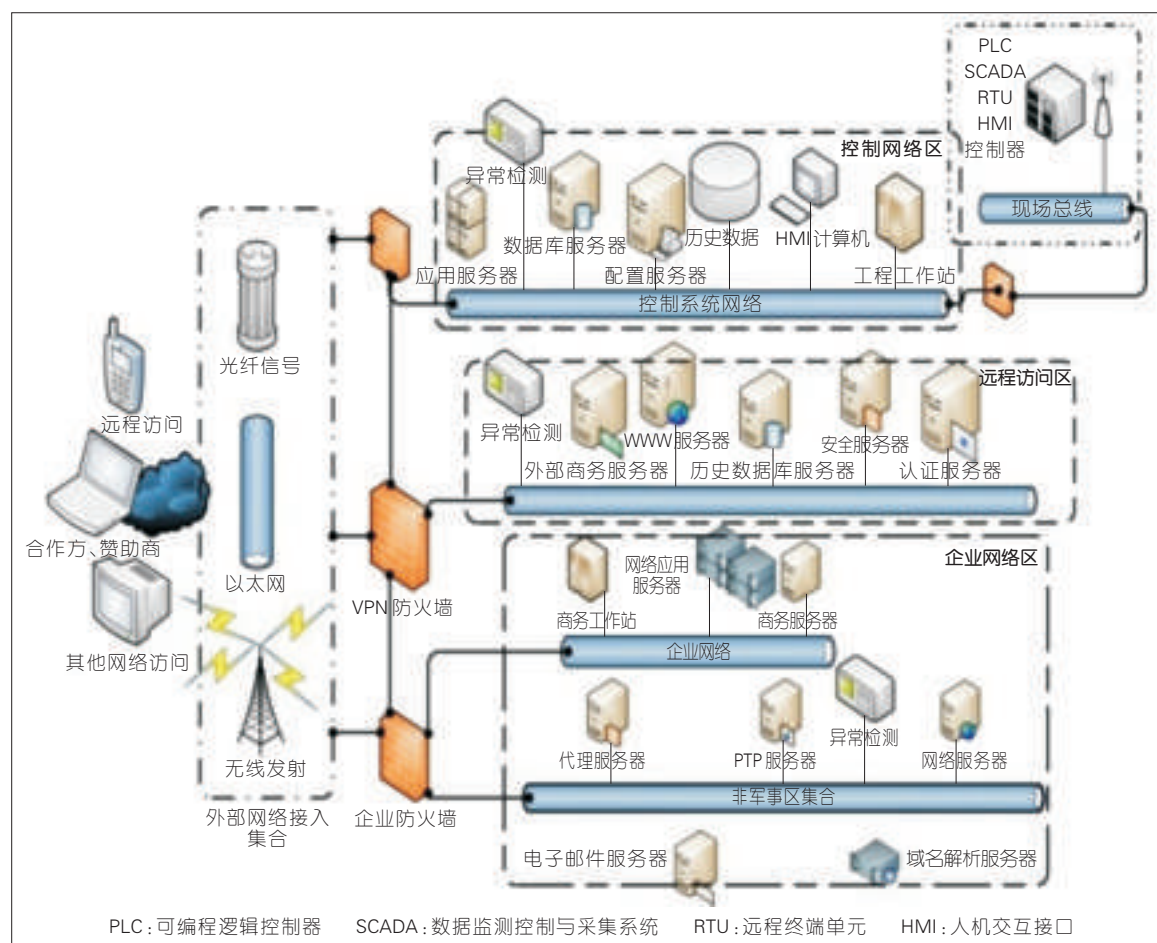 PLC
SCADA
RTU
HMI
控制器
现场总线
控制网络区
异常检测
应用服务器
数据库服务器
配置服务器
历史数据
HMI计算机
工程工作站
控制系统网络
远程访问区
异常检测
外部商务服务器
WWW服务器
历史数据库服务器
安全服务器
认证服务器
企业网络区
商务工作站
网络应用
服务器
商务服务器
企业网络
代理服务器
PTP服务器
异常检测
网络服务器
非军事区集合
电子邮件服务器
域名解析服务器
远程访问
合作方、赞助商
其他网络访问
光纤信号
以太网
无线发射
外部网络接入
集合
VPN防火墙
企业防火墙
PLC:可编程逻辑控制器 SCADA:数据监测控制与采集系统 RTU:远程终端单元 HMI:人机交互接口